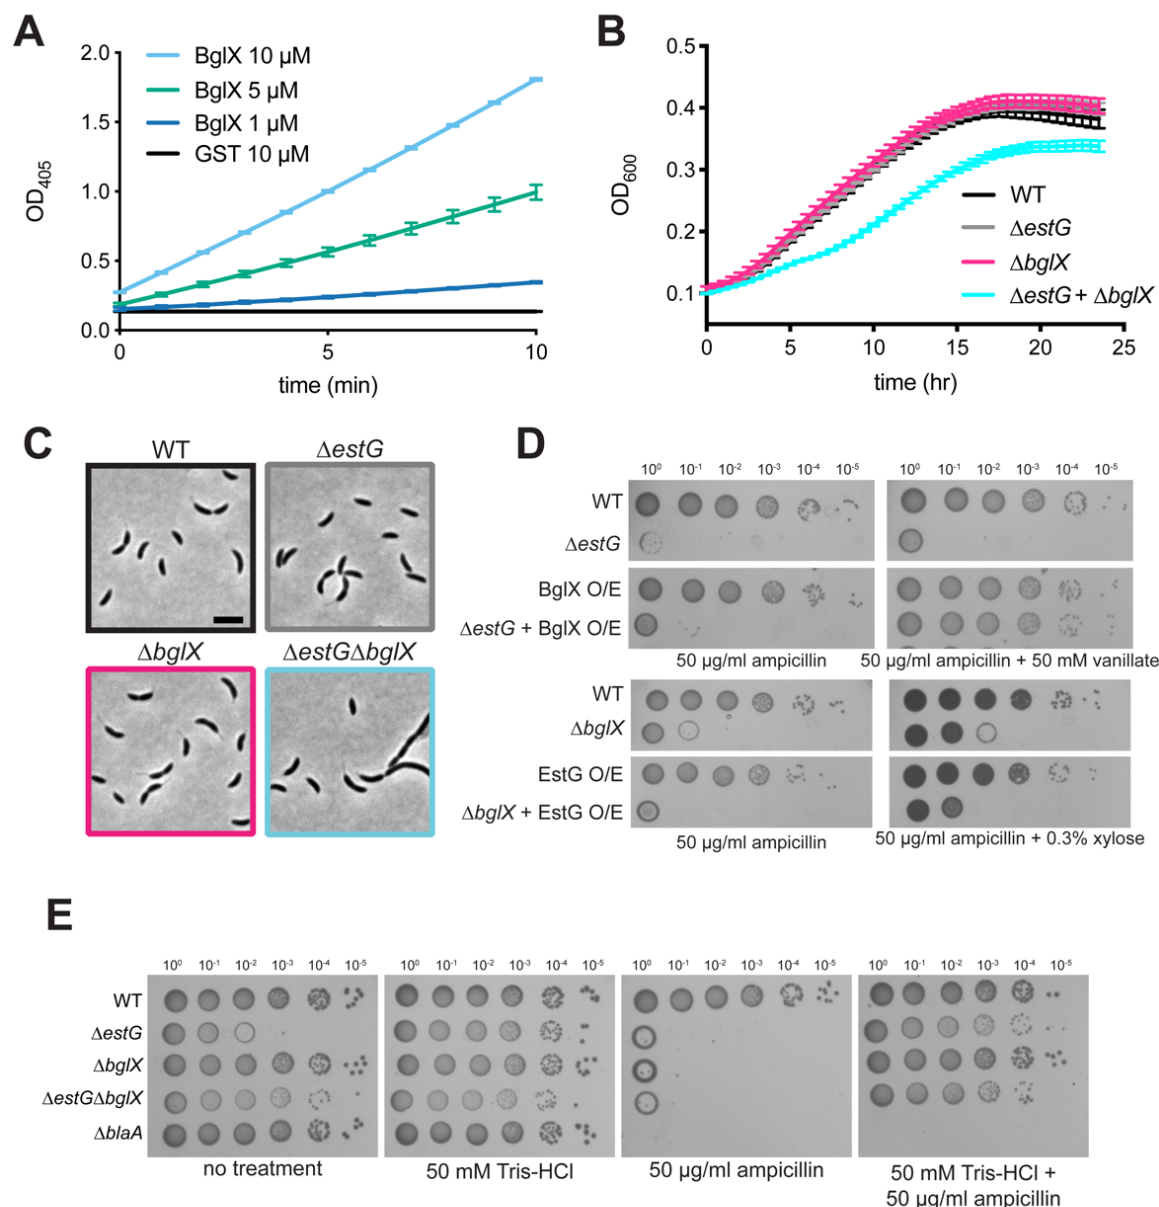 A
BglX 10 µM
BglX 5 µM
BglX 1 µM
GST 10 µM
2.0
1.5
1.0
0.5
0.0
OD405
0 5 10
time (min)
B
0.5
0.4
0.3
0.2
0.1
OD600
WT
ΔestG
ΔbglX
ΔestG + ΔbglX
0 5 10 15 20 25
time (hr)
C
WT ΔestG
ΔbglX ΔestGΔbglX
D
10⁰ 10⁻¹ 10⁻² 10⁻³ 10⁻⁴ 10⁻⁵ 10⁰ 10⁻¹ 10⁻² 10⁻³ 10⁻⁴ 10⁻⁵
WT
ΔestG
BglX O/E
ΔestG + BglX O/E
50 µg/ml ampicillin 50 µg/ml ampicillin + 50 mM vanillate
WT
ΔbglX
EstG O/E
ΔbglX + EstG O/E
50 µg/ml ampicillin 50 µg/ml ampicillin + 0.3% xylose
E
10⁰ 10⁻¹ 10⁻² 10⁻³ 10⁻⁴ 10⁻⁵ 10⁰ 10⁻¹ 10⁻² 10⁻³ 10⁻⁴ 10⁻⁵ 10⁰ 10⁻¹ 10⁻² 10⁻³ 10⁻⁴ 10⁻⁵ 10⁰ 10⁻¹ 10⁻² 10⁻³ 10⁻⁴ 10⁻⁵
WT
ΔestG
ΔbglX
ΔestGΔbglX
ΔblaA
no treatment 50 mM Tris-HCl 50 µg/ml ampicillin 50 mM Tris-HCl +
50 µg/ml ampicillin